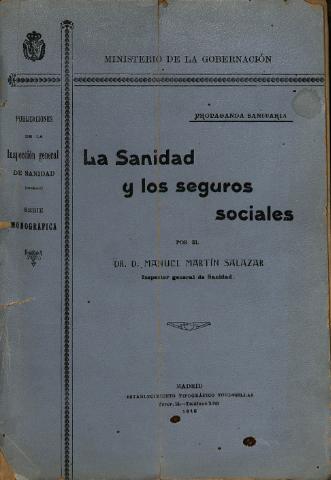 MINISTERIO DE LA GOBERNACIÓN
PROPAGANDA SANITARIA
PUBLICACIONES
DE LA
Inspección general
DE SANIDAD
SERIE
MONOGRÁFICA
La Sanidad
y los seguros
sociales
POR EL
DR. D. MANUEL MARTÍN SALAZAR
Inspector general de Sanidad.
MADRID
ESTABLECIMIENTO TIPOGRÁFICO